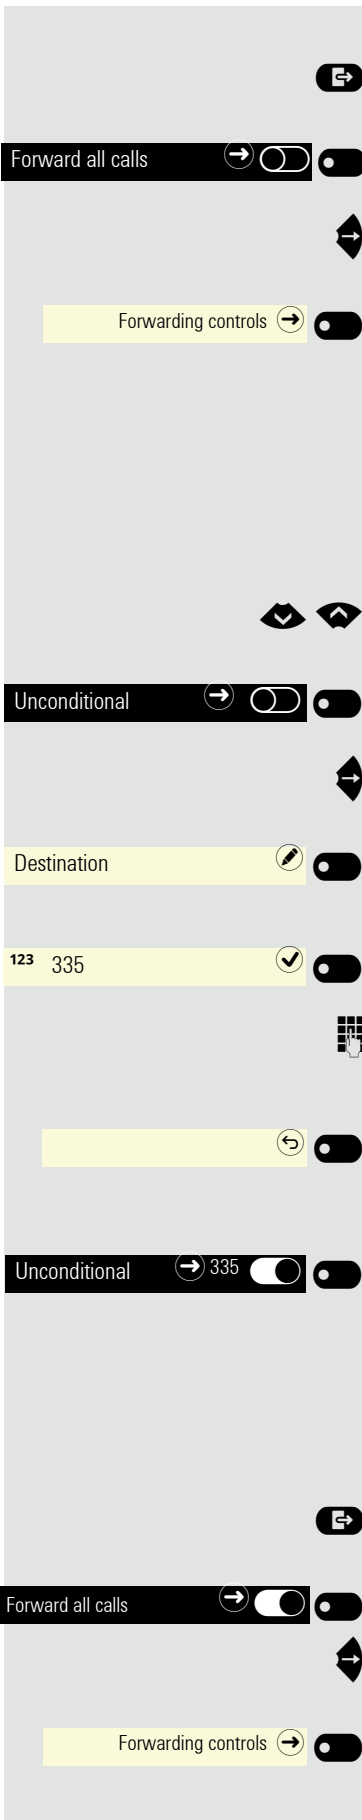 Forward all calls
Forwarding controls
Unconditional
Destination
123 335
Unconditional 335
Forward all calls
Forwarding controls